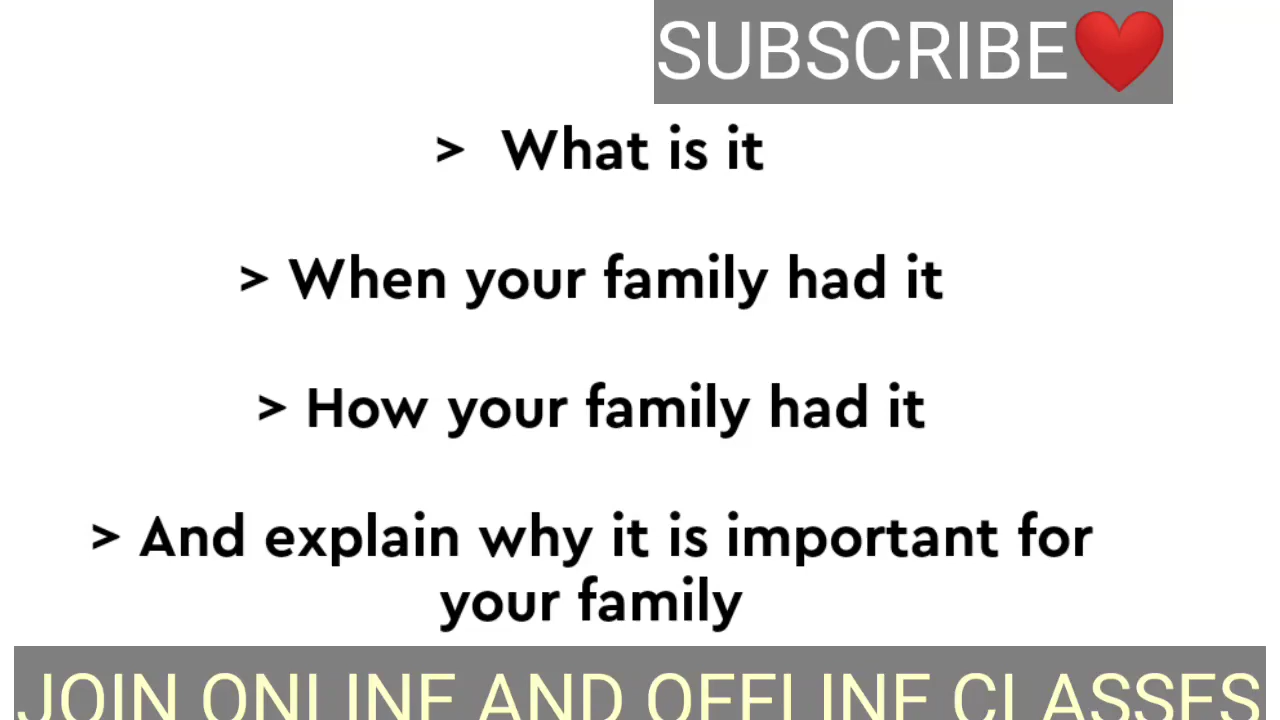 SUBSCRIBE❤️
> What is it
> When your family had it
> How your family had it
> And explain why it is important for
your family
JOIN ONLINE AND OFFLINE CLASSES